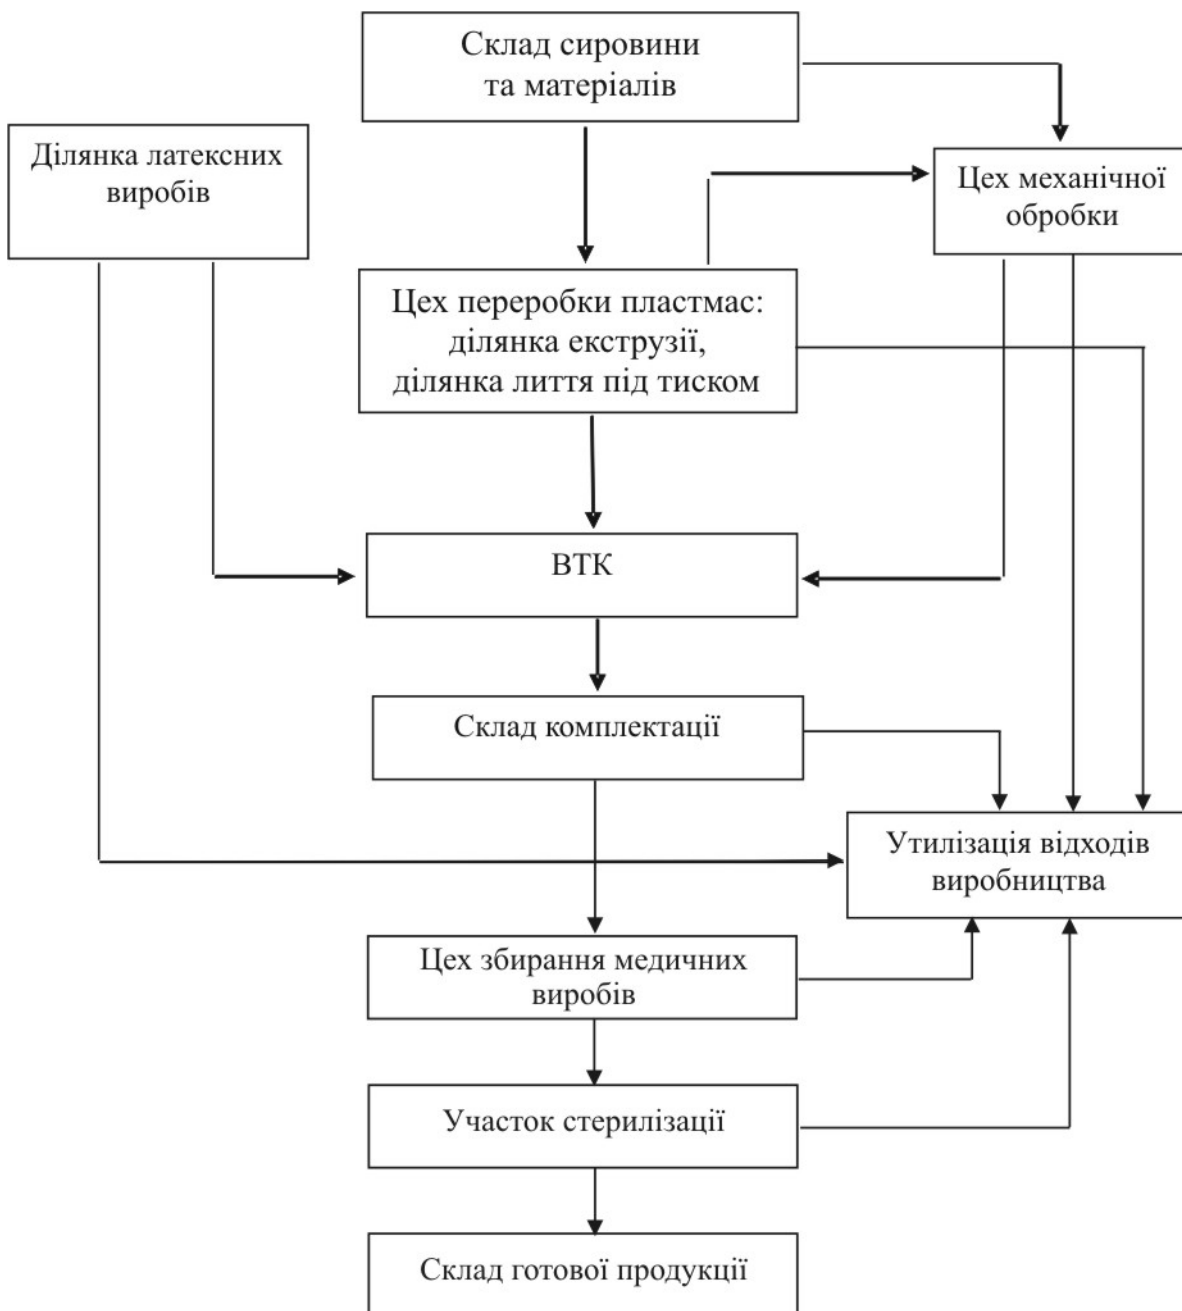 Склад сировини
та матеріалів
Ділянка латексних
виробів
Цех механічної
обробки
Цех переробки пластмас:
ділянка екструзії,
ділянка лиття під тиском
ВТК
Склад комплектації
Утилізація відходів
виробництва
Цех збирання медичних
виробів
Участок стерилізації
Склад готової продукції